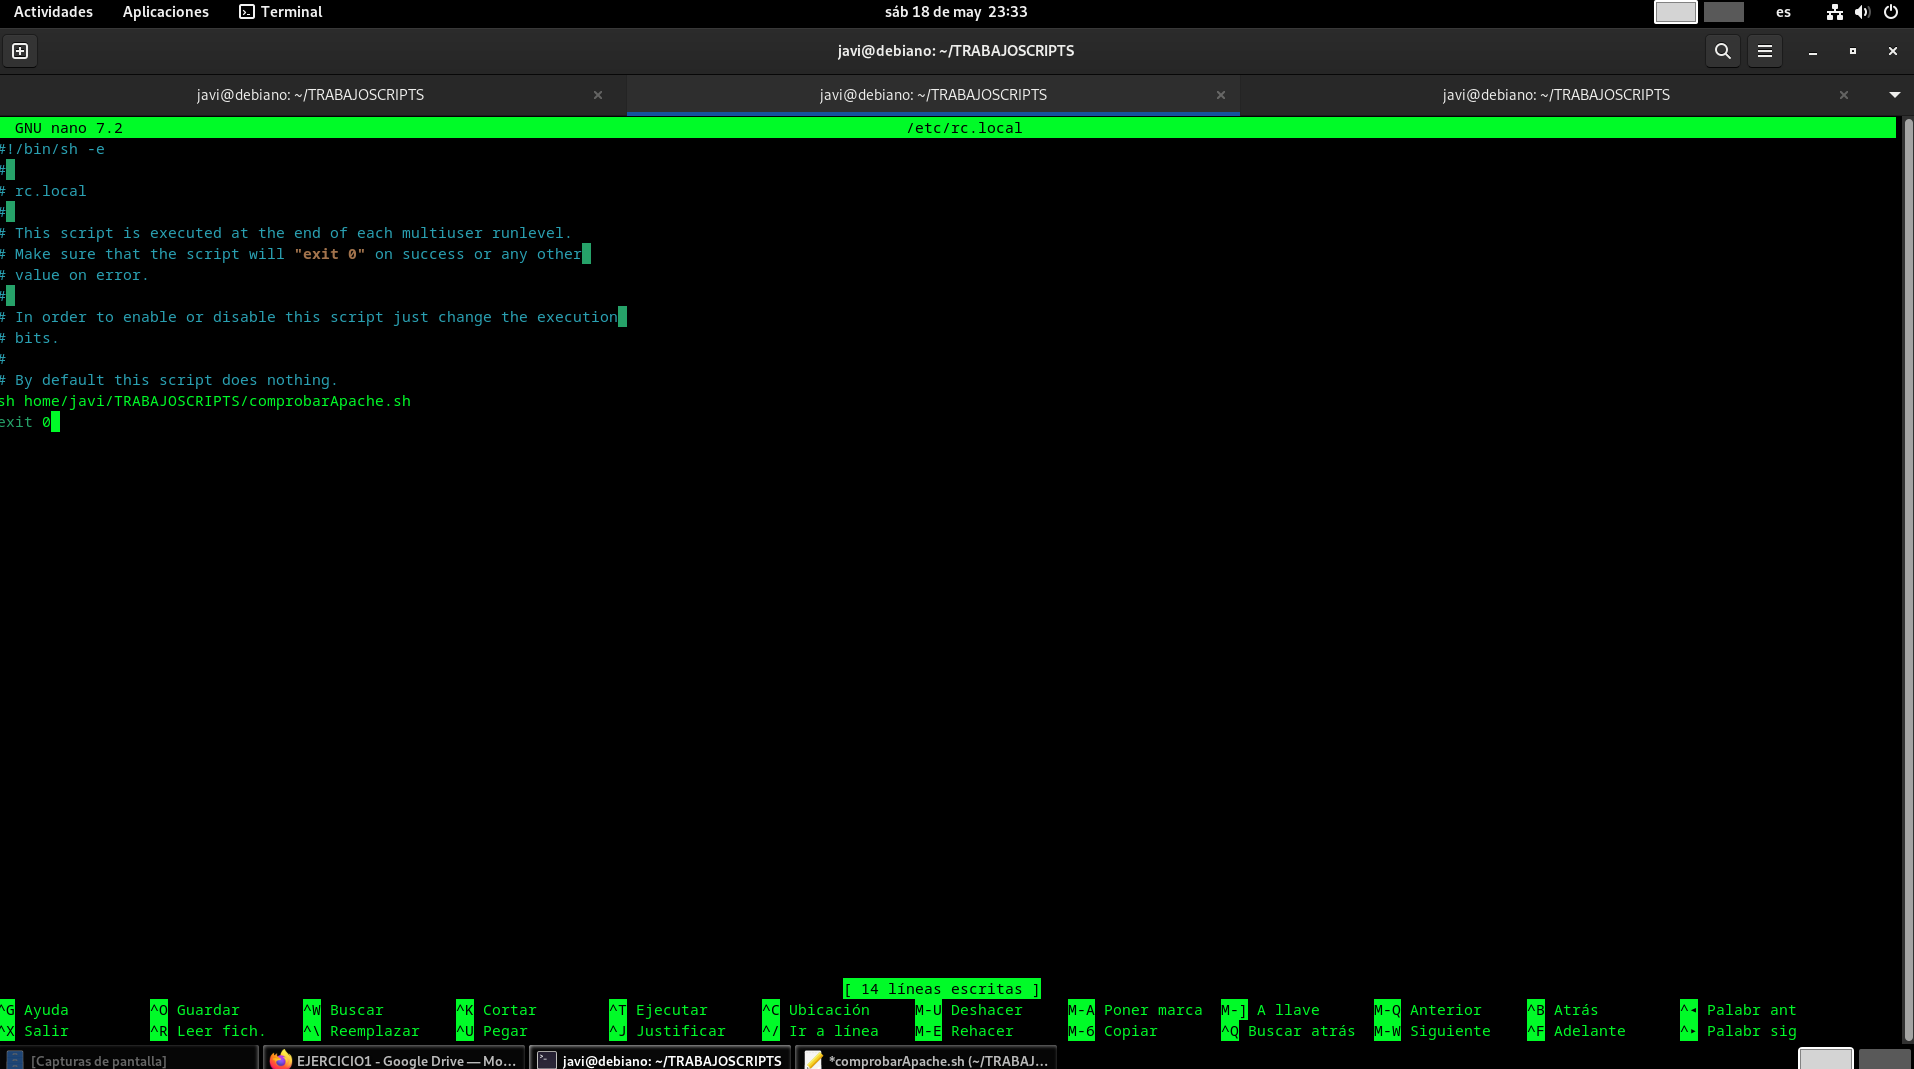 Actividades Aplicaciones Terminal sáb 18 de may 23:33 es
javi@debiano: ~/TRABAJOSCRIPTS
javi@debiano: ~/TRABAJOSCRIPTS × javi@debiano: ~/TRABAJOSCRIPTS × javi@debiano: ~/TRABAJOSCRIPTS ×
GNU nano 7.2 /etc/rc.local
#!/bin/sh -e
#
# rc.local
#
# This script is executed at the end of each multiuser runlevel.
# Make sure that the script will "exit 0" on success or any other
# value on error.
#
# In order to enable or disable this script just change the execution
# bits.
#
# By default this script does nothing.
sh home/javi/TRABAJOSCRIPTS/comprobarApache.sh
exit 0
[ 14 líneas escritas ]
^G Ayuda ^O Guardar ^W Buscar ^K Cortar ^T Ejecutar ^C Ubicación M-U Deshacer M-A Poner marca M-] A llave M-Q Anterior ^B Atrás ^◂ Palabr ant
^X Salir ^R Leer fich. ^\ Reemplazar ^U Pegar ^J Justificar ^/ Ir a línea M-E Rehacer M-6 Copiar ^Q Buscar atrás M-W Siguiente ^F Adelante ^▸ Palabr sig
[Capturas de pantalla] EJERCICIO1 - Google Drive — Mo... javi@debiano: ~/TRABAJOSCRIPTS *comprobarApache.sh (~/TRABAJ...